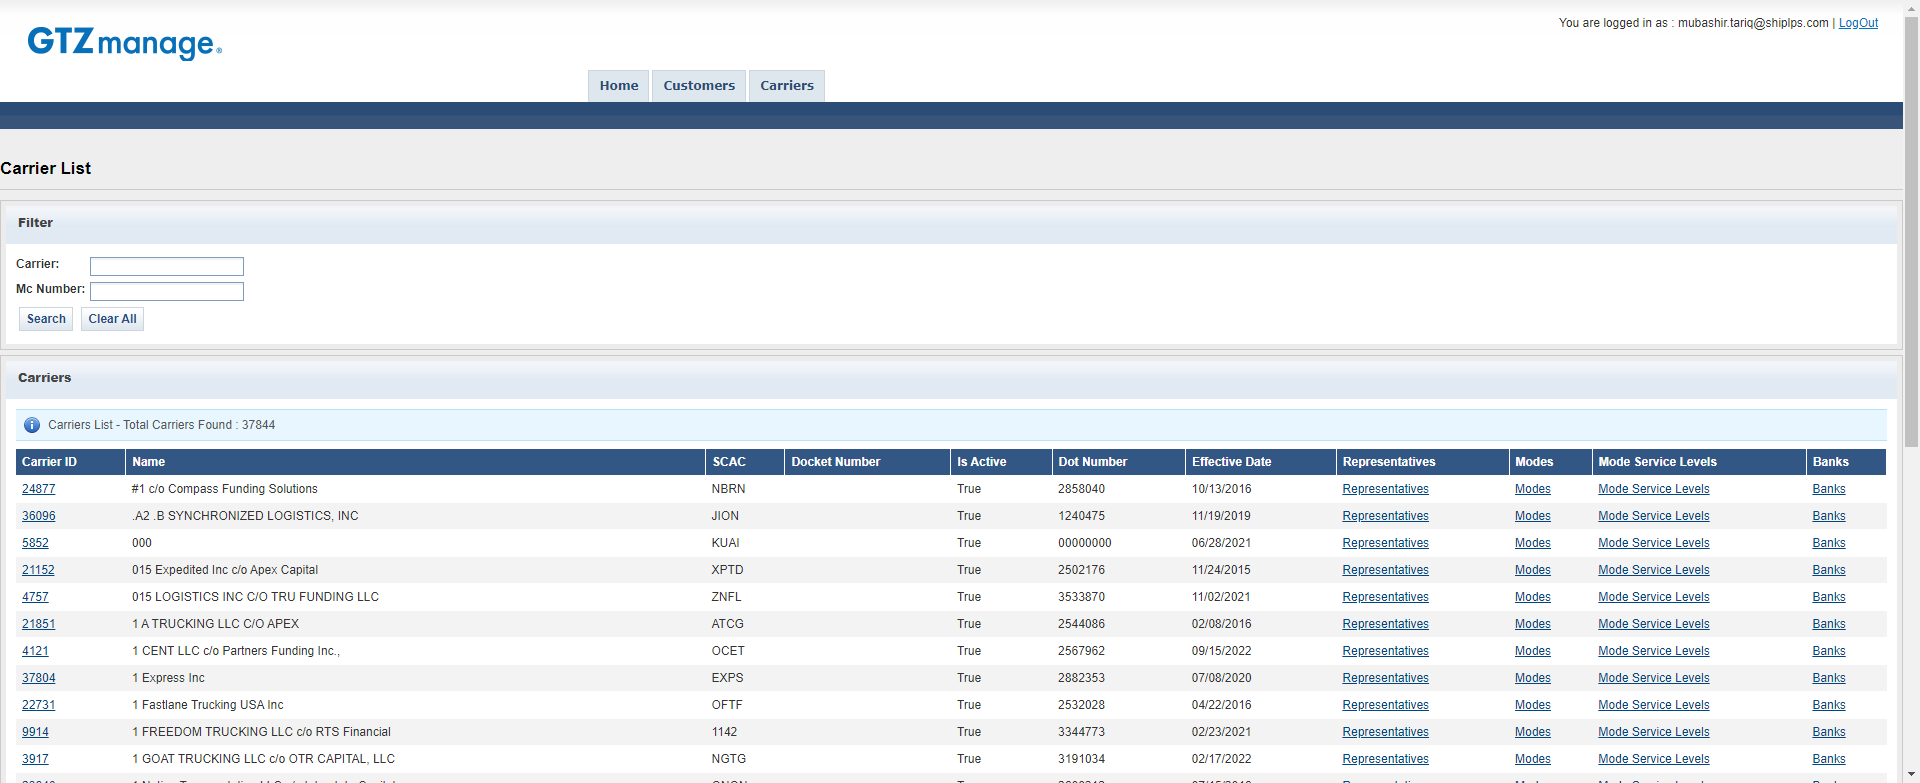 You are logged in as : mubashir.tariq@shiplps.com | LogOut
GTZmanage®
Home Customers Carriers
Carrier List
Filter
Carrier:
Mc Number:
Search Clear All
Carriers
Carriers List - Total Carriers Found : 37844
Carrier ID Name SCAC Docket Number Is Active Dot Number Effective Date Representatives Modes Mode Service Levels Banks
24877 #1 c/o Compass Funding Solutions NBRN True 2858040 10/13/2016 Representatives Modes Mode Service Levels Banks
36096 .A2 .B SYNCHRONIZED LOGISTICS, INC JION True 1240475 11/19/2019 Representatives Modes Mode Service Levels Banks
5852 000 KUAI True 00000000 06/28/2021 Representatives Modes Mode Service Levels Banks
21152 015 Expedited Inc c/o Apex Capital XPTD True 2502176 11/24/2015 Representatives Modes Mode Service Levels Banks
4757 015 LOGISTICS INC C/O TRU FUNDING LLC ZNFL True 3533870 11/02/2021 Representatives Modes Mode Service Levels Banks
21851 1 A TRUCKING LLC C/O APEX ATCG True 2544086 02/08/2016 Representatives Modes Mode Service Levels Banks
4121 1 CENT LLC c/o Partners Funding Inc., OCET True 2567962 09/15/2022 Representatives Modes Mode Service Levels Banks
37804 1 Express Inc EXPS True 2882353 07/08/2020 Representatives Modes Mode Service Levels Banks
22731 1 Fastlane Trucking USA Inc OFTF True 2532028 04/22/2016 Representatives Modes Mode Service Levels Banks
9914 1 FREEDOM TRUCKING LLC c/o RTS Financial 1142 True 3344773 02/23/2021 Representatives Modes Mode Service Levels Banks
3917 1 GOAT TRUCKING LLC c/o OTR CAPITAL, LLC NGTG True 3191034 02/17/2022 Representatives Modes Mode Service Levels Banks